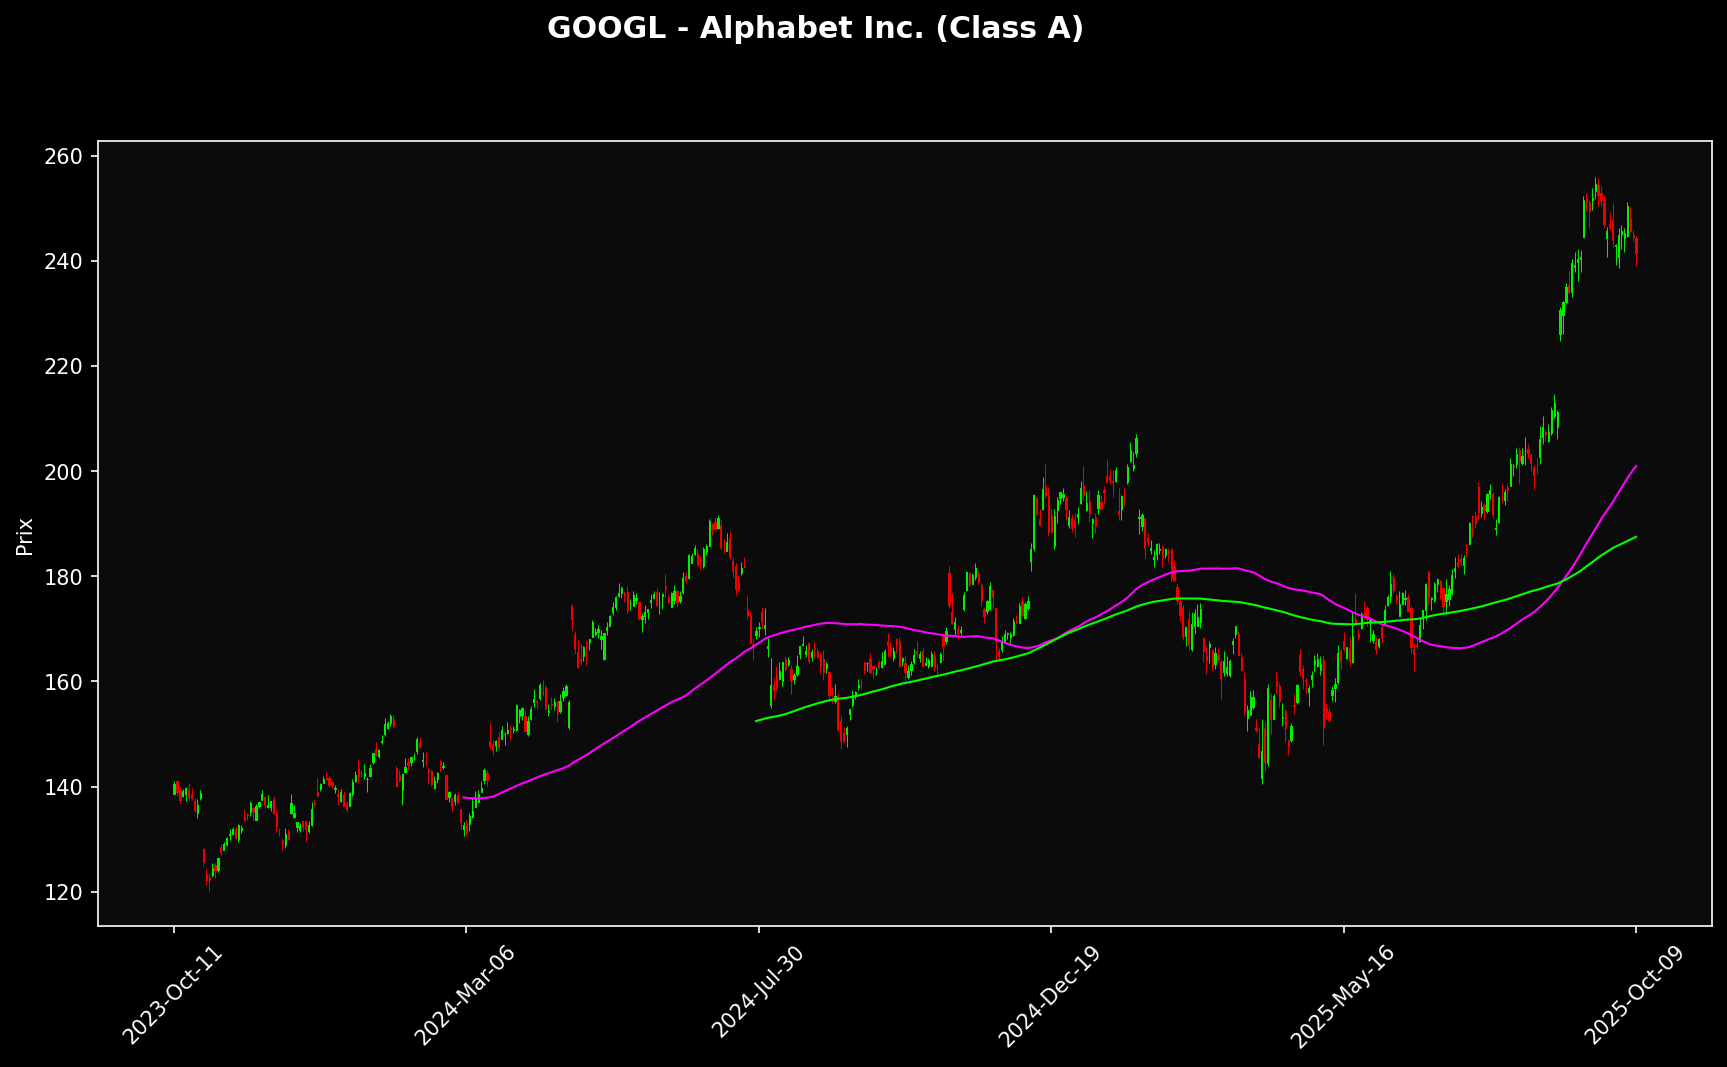 GOOGL - Alphabet Inc. (Class A)
Prix
260
240
220
200
180
160
140
120
2023-Oct-11
2024-Mar-06
2024-Jul-30
2024-Dec-19
2025-May-16
2025-Oct-09